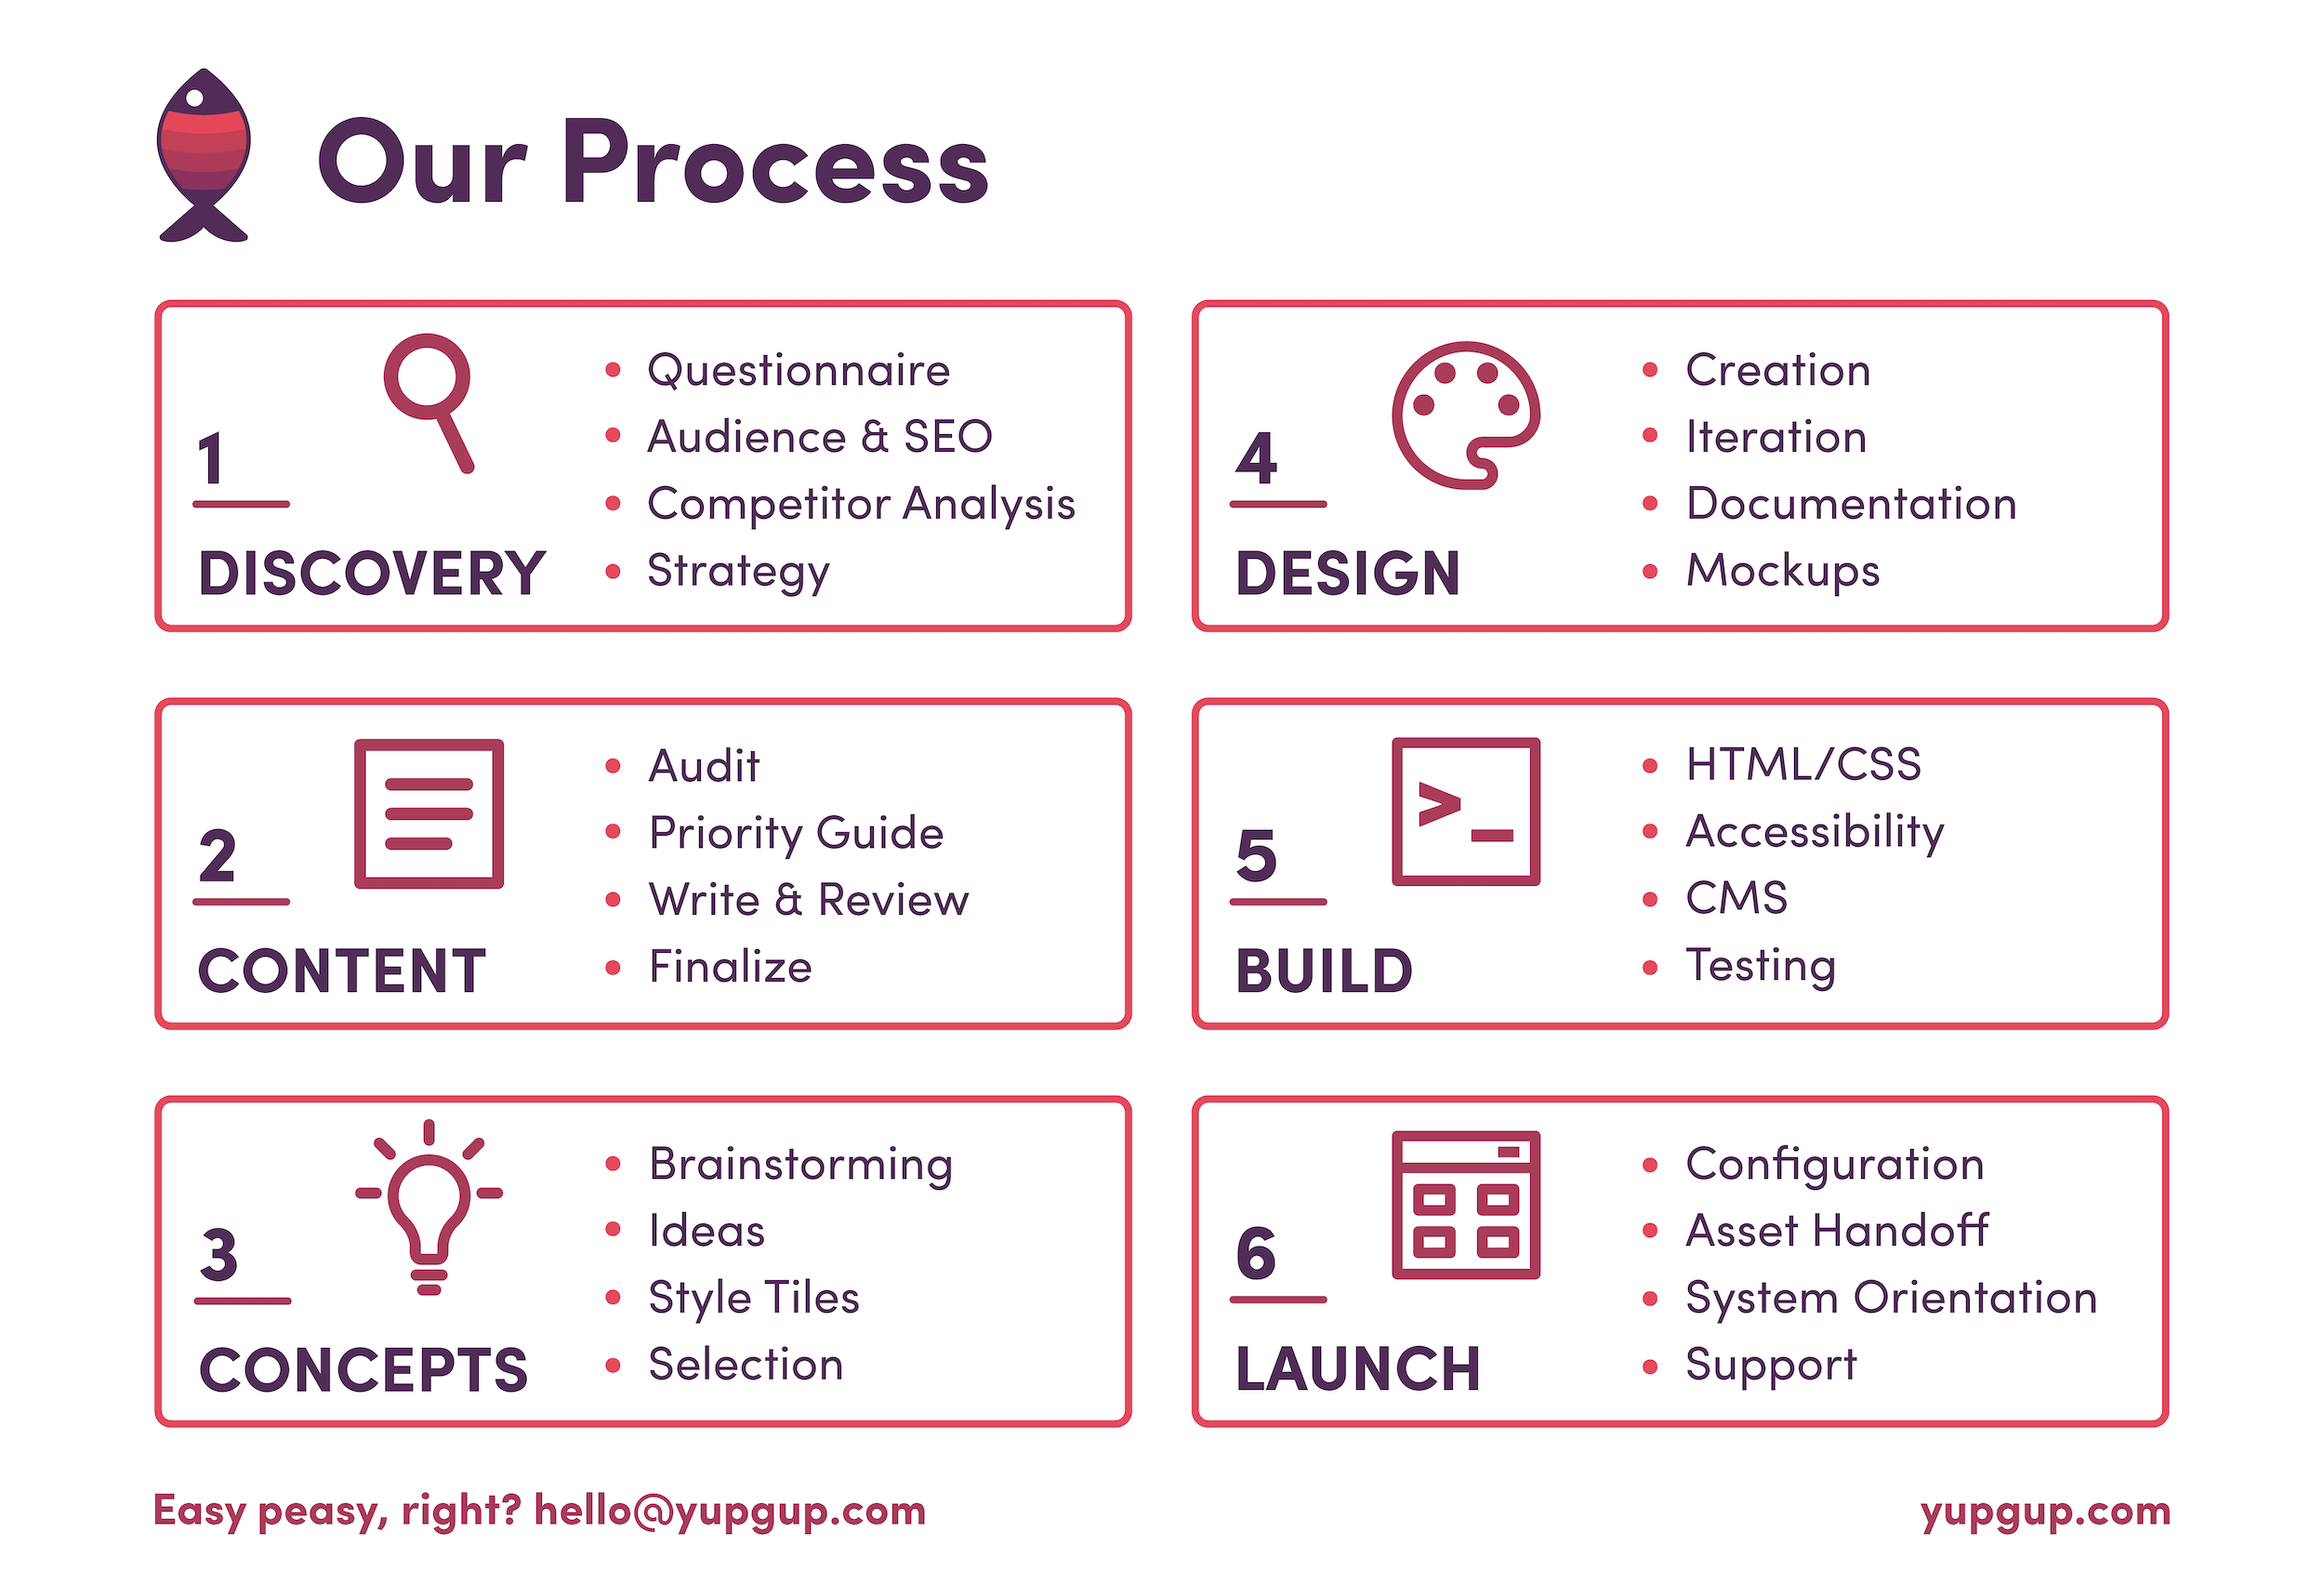 Our Process
1
DISCOVERY
Questionnaire
Audience & SEO
Competitor Analysis
Strategy
2
CONTENT
Audit
Priority Guide
Write & Review
Finalize
3
CONCEPTS
Brainstorming
Ideas
Style Tiles
Selection
4
DESIGN
Creation
Iteration
Documentation
Mockups
5
BUILD
>_
HTML/CSS
Accessibility
CMS
Testing
6
LAUNCH
Configuration
Asset Handoff
System Orientation
Support
Easy peasy, right? hello@yupgup.com
yupgup.com